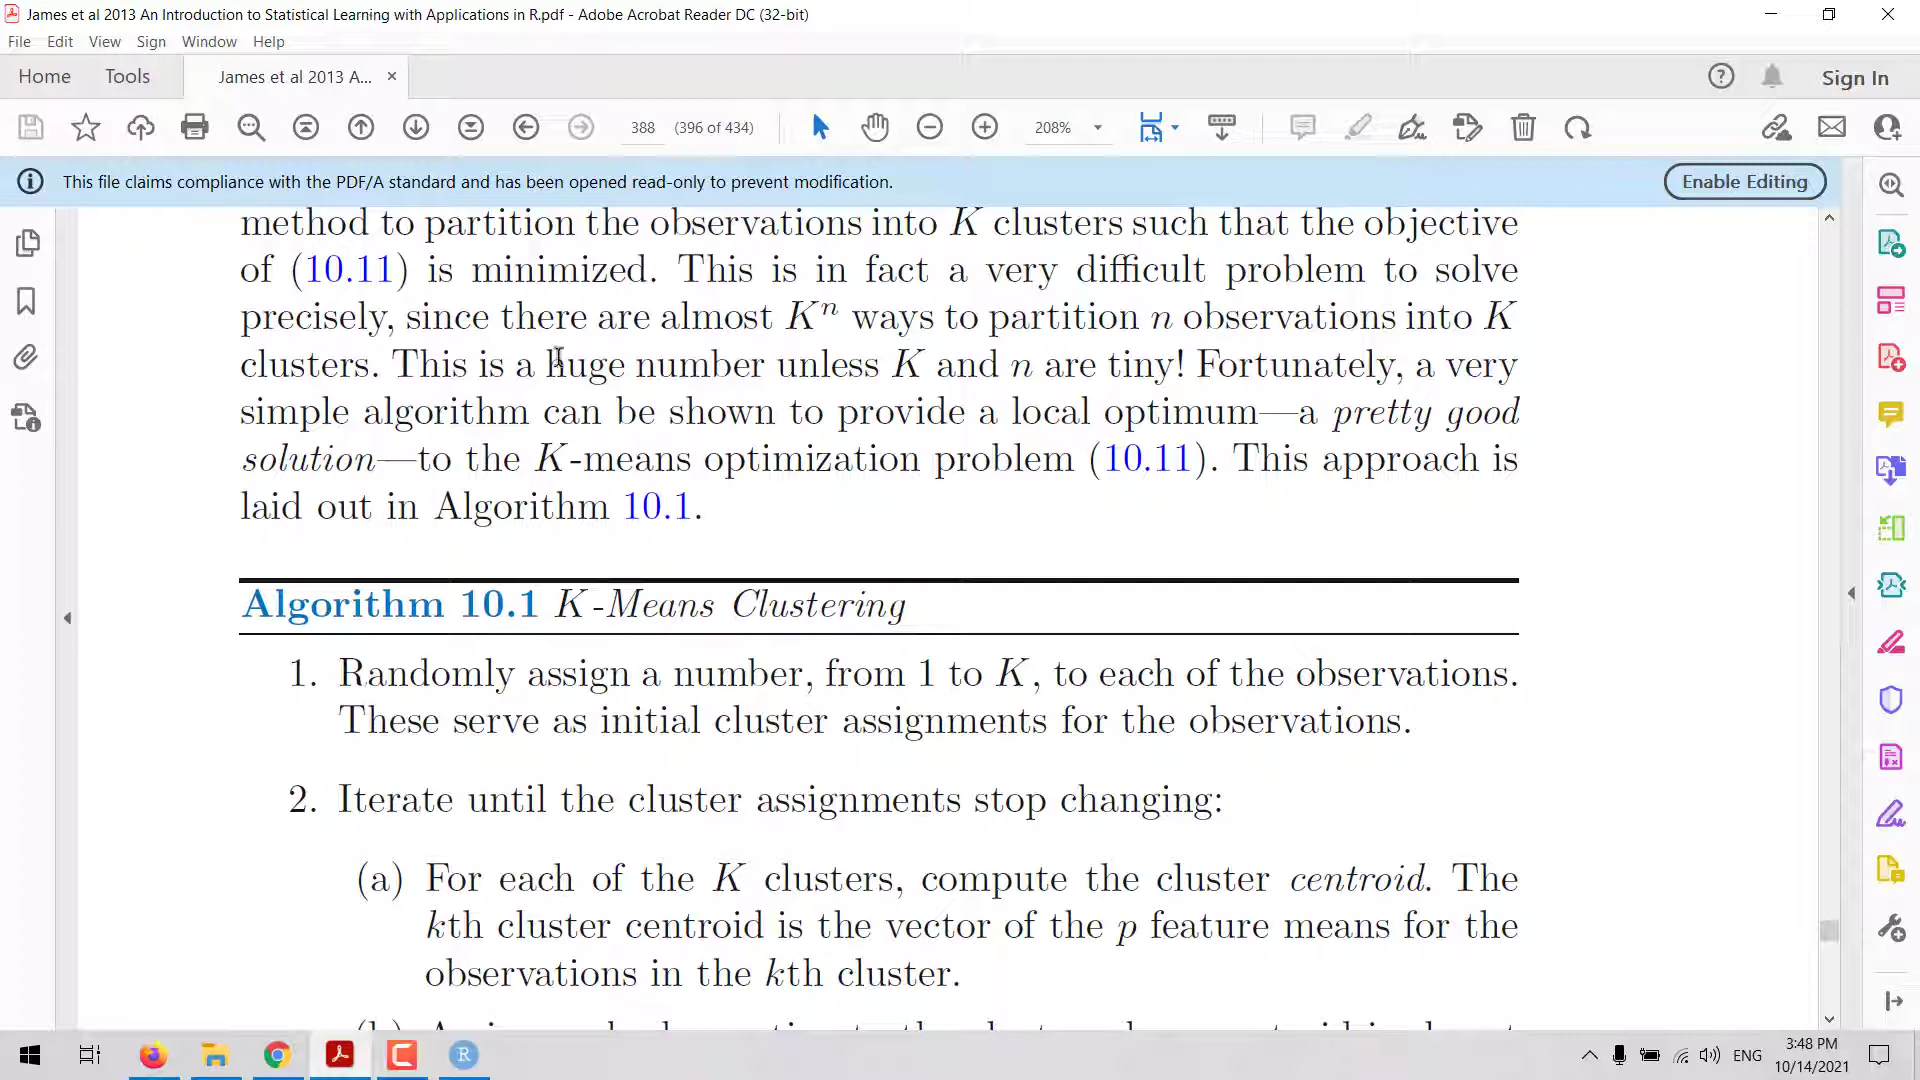 James et al 2013 An Introduction to Statistical Learning with Applications in R.pdf - Adobe Acrobat Reader DC (32-bit)
File Edit View Sign Window Help
Home Tools James et al 2013 A... × Sign In
388 (396 of 434) 208%
This file claims compliance with the PDF/A standard and has been opened read-only to prevent modification. Enable Editing
method to partition the observations into K clusters such that the objective
of (10.11) is minimized. This is in fact a very difficult problem to solve
precisely, since there are almost Kⁿ ways to partition n observations into K
clusters. This is a huge number unless K and n are tiny! Fortunately, a very
simple algorithm can be shown to provide a local optimum—a pretty good
solution—to the K-means optimization problem (10.11). This approach is
laid out in Algorithm 10.1.
Algorithm 10.1 K-Means Clustering
1. Randomly assign a number, from 1 to K, to each of the observations.
These serve as initial cluster assignments for the observations.
2. Iterate until the cluster assignments stop changing:
(a) For each of the K clusters, compute the cluster centroid. The
kth cluster centroid is the vector of the p feature means for the
observations in the kth cluster.
ENG
3:48 PM
10/14/2021